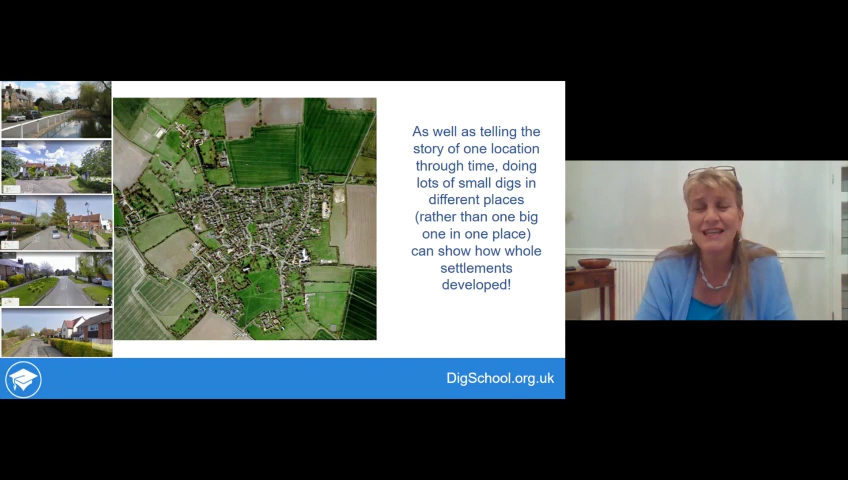 As well as telling the
story of one location
through time, doing
lots of small digs in
different places
(rather than one big
one in one place)
can show how whole
settlements
developed!
DigSchool.org.uk